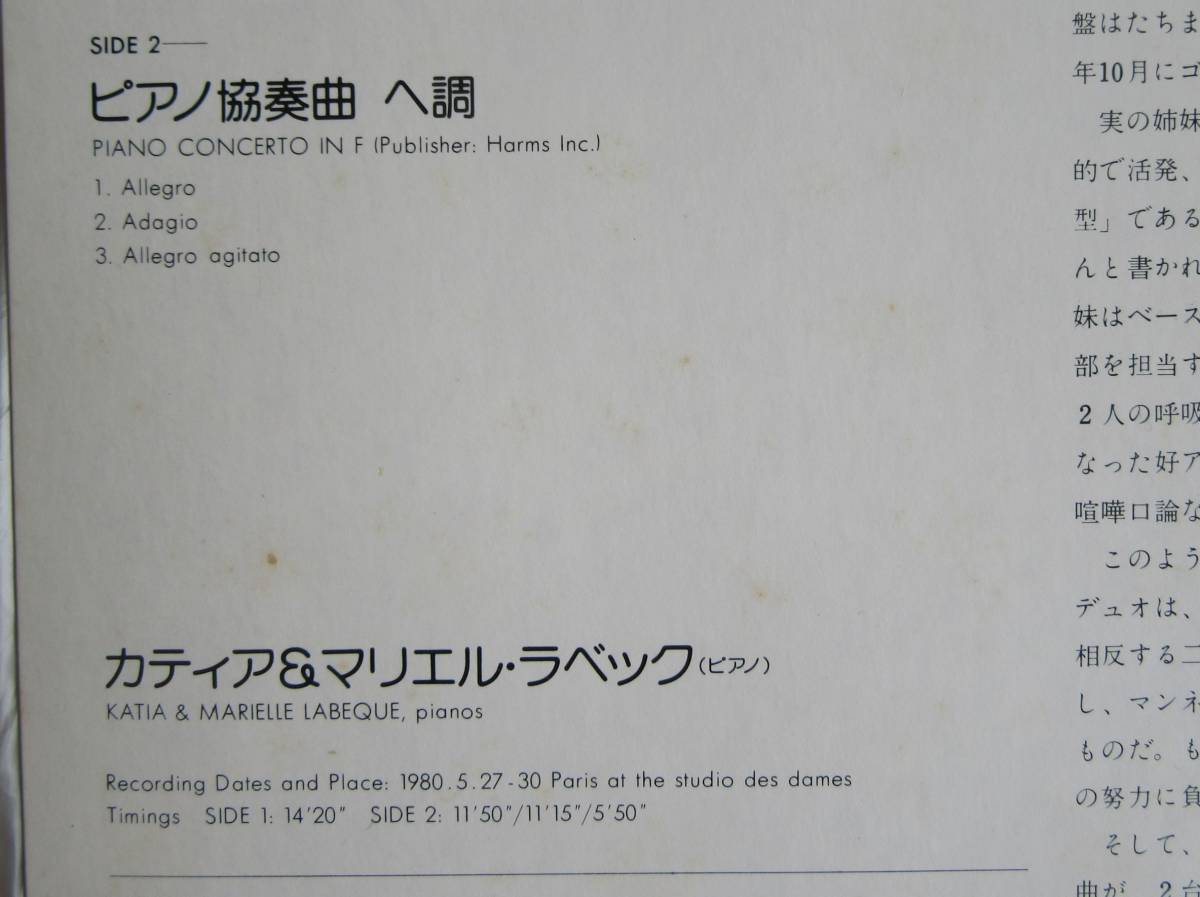 SIDE 2——
ピアノ協奏曲 ヘ調
PIANO CONCERTO IN F (Publisher: Harms Inc.)
1. Allegro
2. Adagio
3. Allegro agitato
カティア&マリエル・ラベック(ピアノ)
KATIA & MARIELLE LABEQUE, pianos
Recording Dates and Place: 1980.5.27-30 Paris at the studio des dames
Timings SIDE 1: 14'20" SIDE 2: 11'50"/11'15"/5'50"
盤はたちま
年10月にゴ
実の姉妹
的で活発、
型」である
んと書かれ
妹はベース
部を担当す
2人の呼吸
なった好ア
喧嘩口論な
このよう
デュオは、
相反する二
し、マンネ
ものだ。も
の努力に負
そして、
曲が、2台